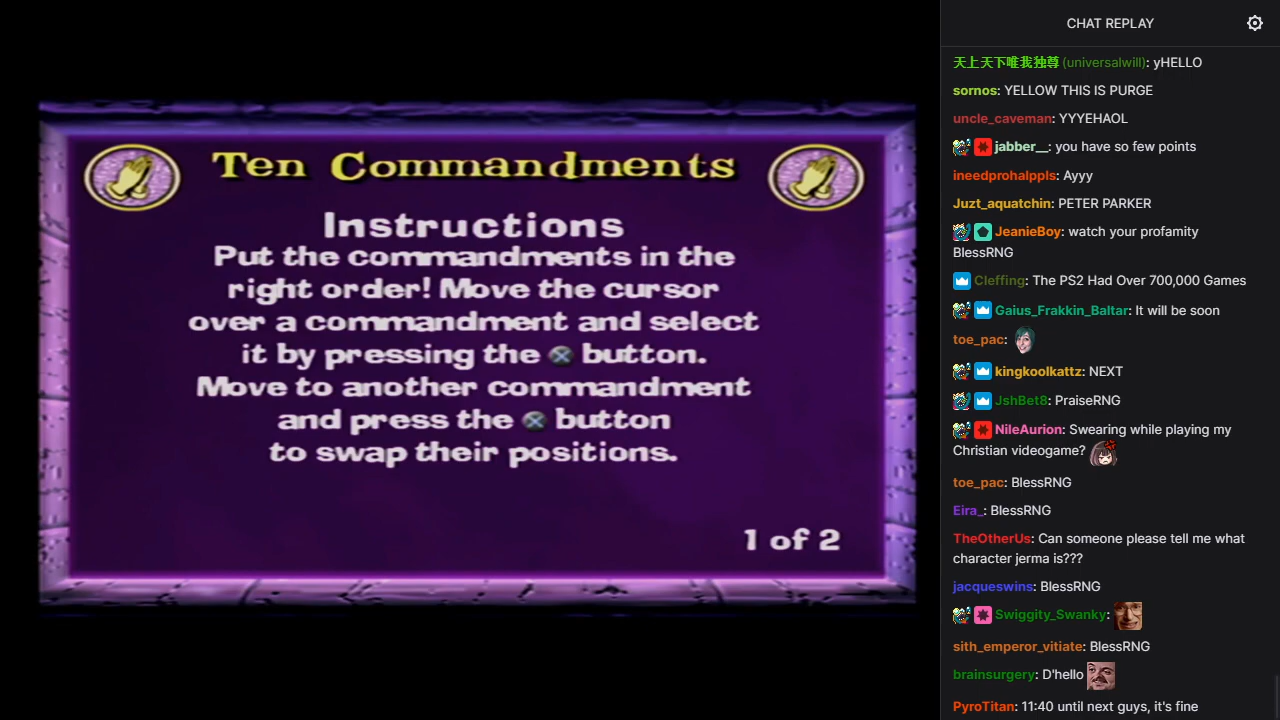 Ten Commandments
Instructions
Put the commandments in the
right order! Move the cursor
over a commandment and select
it by pressing the ⓧ button.
Move to another commandment
and press the ⓧ button
to swap their positions.
1 of 2
CHAT REPLAY
天上天下唯我独尊 (universalwill): yHELLO
sornos: YELLOW THIS IS PURGE
uncle_caveman: YYYEHAOL
jabber__: you have so few points
ineedprohalppls: Ayyy
Juzt_aquatchin: PETER PARKER
JeanieBoy: watch your profamity
BlessRNG
Cleffing: The PS2 Had Over 700,000 Games
Gaius_Frakkin_Baltar: It will be soon
toe_pac:
kingkoolkattz: NEXT
JshBet8: PraiseRNG
NileAurion: Swearing while playing my
Christian videogame?
toe_pac: BlessRNG
Eira_: BlessRNG
TheOtherUs: Can someone please tell me what
character jerma is???
jacqueswins: BlessRNG
Swiggity_Swanky:
sith_emperor_vitiate: BlessRNG
brainsurgery: D'hello
PyroTitan: 11:40 until next guys, it's fine